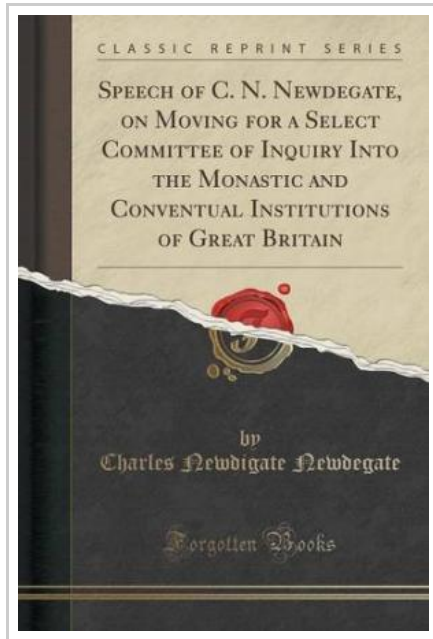 CLASSIC REPRINT SERIES
SPEECH OF C. N. NEWDEGATE,
ON MOVING FOR A SELECT
COMMITTEE OF INQUIRY INTO
THE MONASTIC AND
CONVENTUAL INSTITUTIONS
OF GREAT BRITAIN
by
Charles Newdigate Newdegate
Forgotten Books